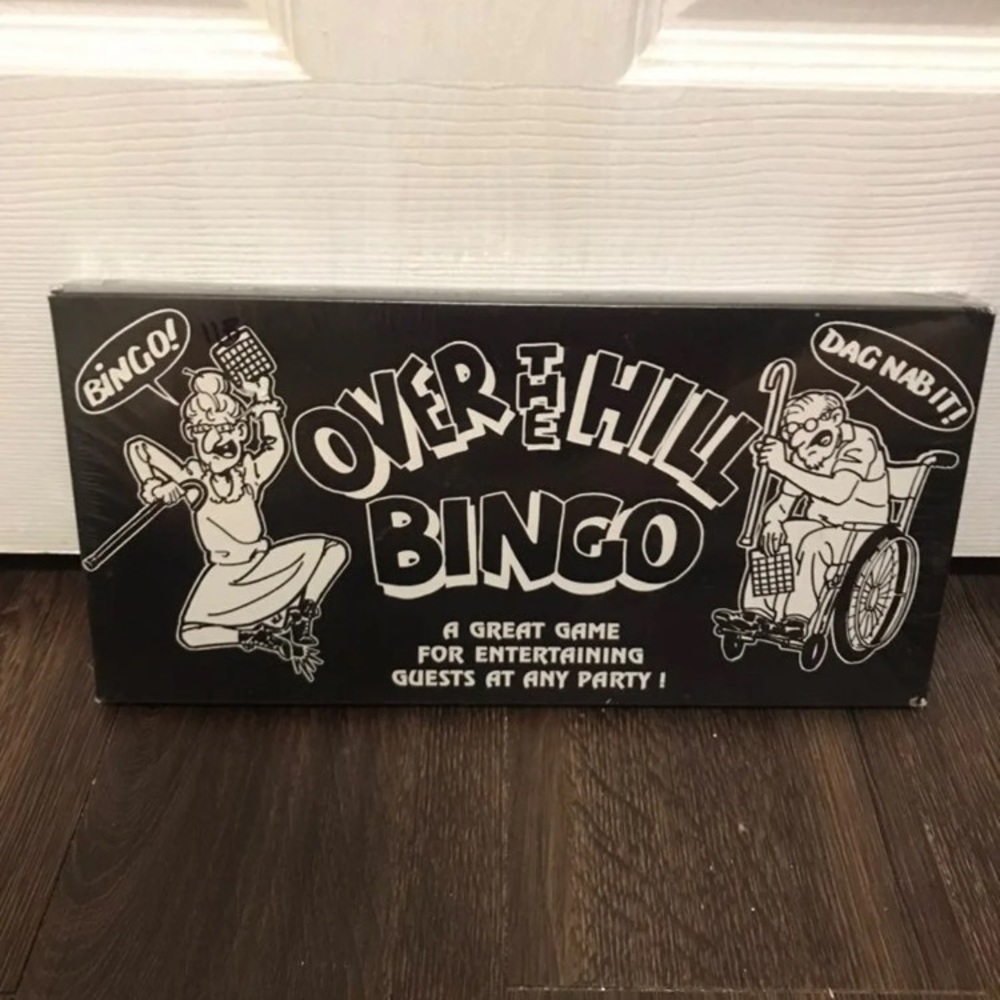 BiNGO!
DAG NAB IT!
OVER THE HILL
BINGO
A GREAT GAME
FOR ENTERTAINING
GUESTS AT ANY PARTY !